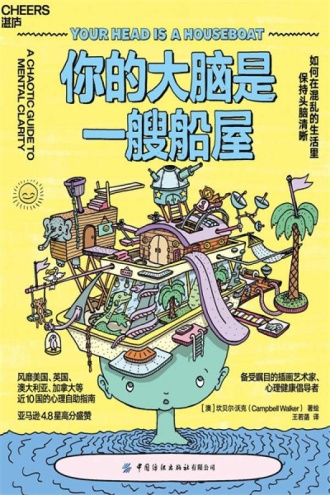 CHEERS
湛庐
YOUR HEAD IS A HOUSEBOAT
A CHAOTIC GUIDE TO
MENTAL CLARITY
你的大脑是
一艘船屋
如何在混乱的生活里
保持头脑清晰
风靡美国、英国、
澳大利亚、加拿大等
近10国的心理自助指南
亚马逊4.8星高分盛赞
备受瞩目的插画艺术家、
心理健康倡导者
[澳]坎贝尔·沃克(Campbell Walker)著绘
王若菡 译
中国纺织出版社有限公司